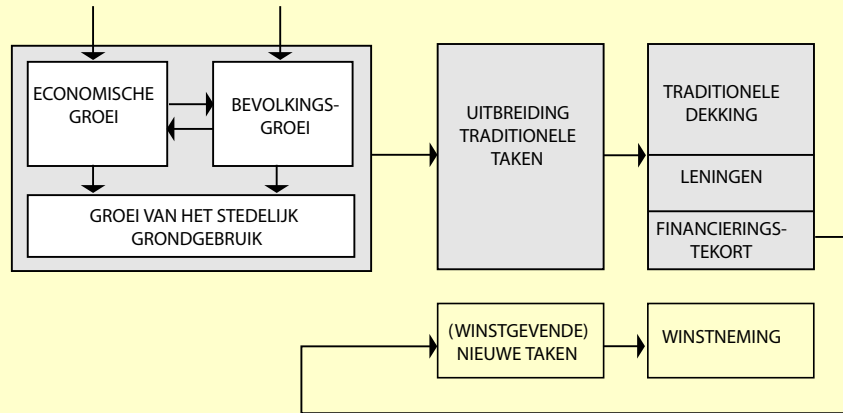 ECONOMISCHE
GROEI
BEVOLKINGS-
GROEI
GROEI VAN HET STEDELIJK
GRONDGEBRUIK
UITBREIDING
TRADITIONELE
TAKEN
TRADITIONELE
DEKKING
LENINGEN
FINANCIERINGS-
TEKORT
(WINSTGEVENDE)
NIEUWE TAKEN
WINSTNEMING